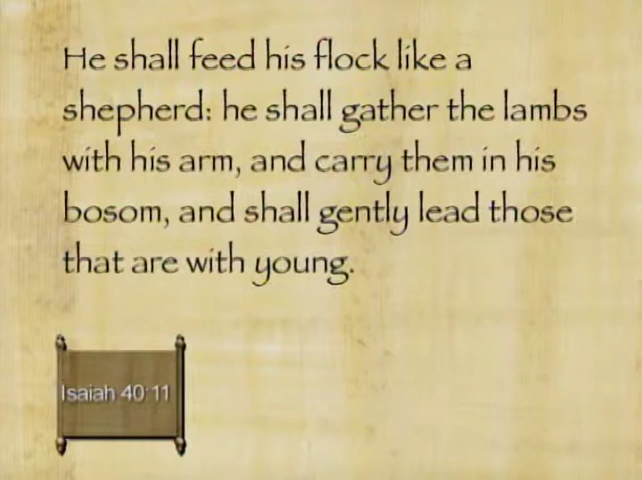 He shall feed his flock like a
shepherd: he shall gather the lambs
with his arm, and carry them in his
bosom, and shall gently lead those
that are with young.
Isaiah 40:11